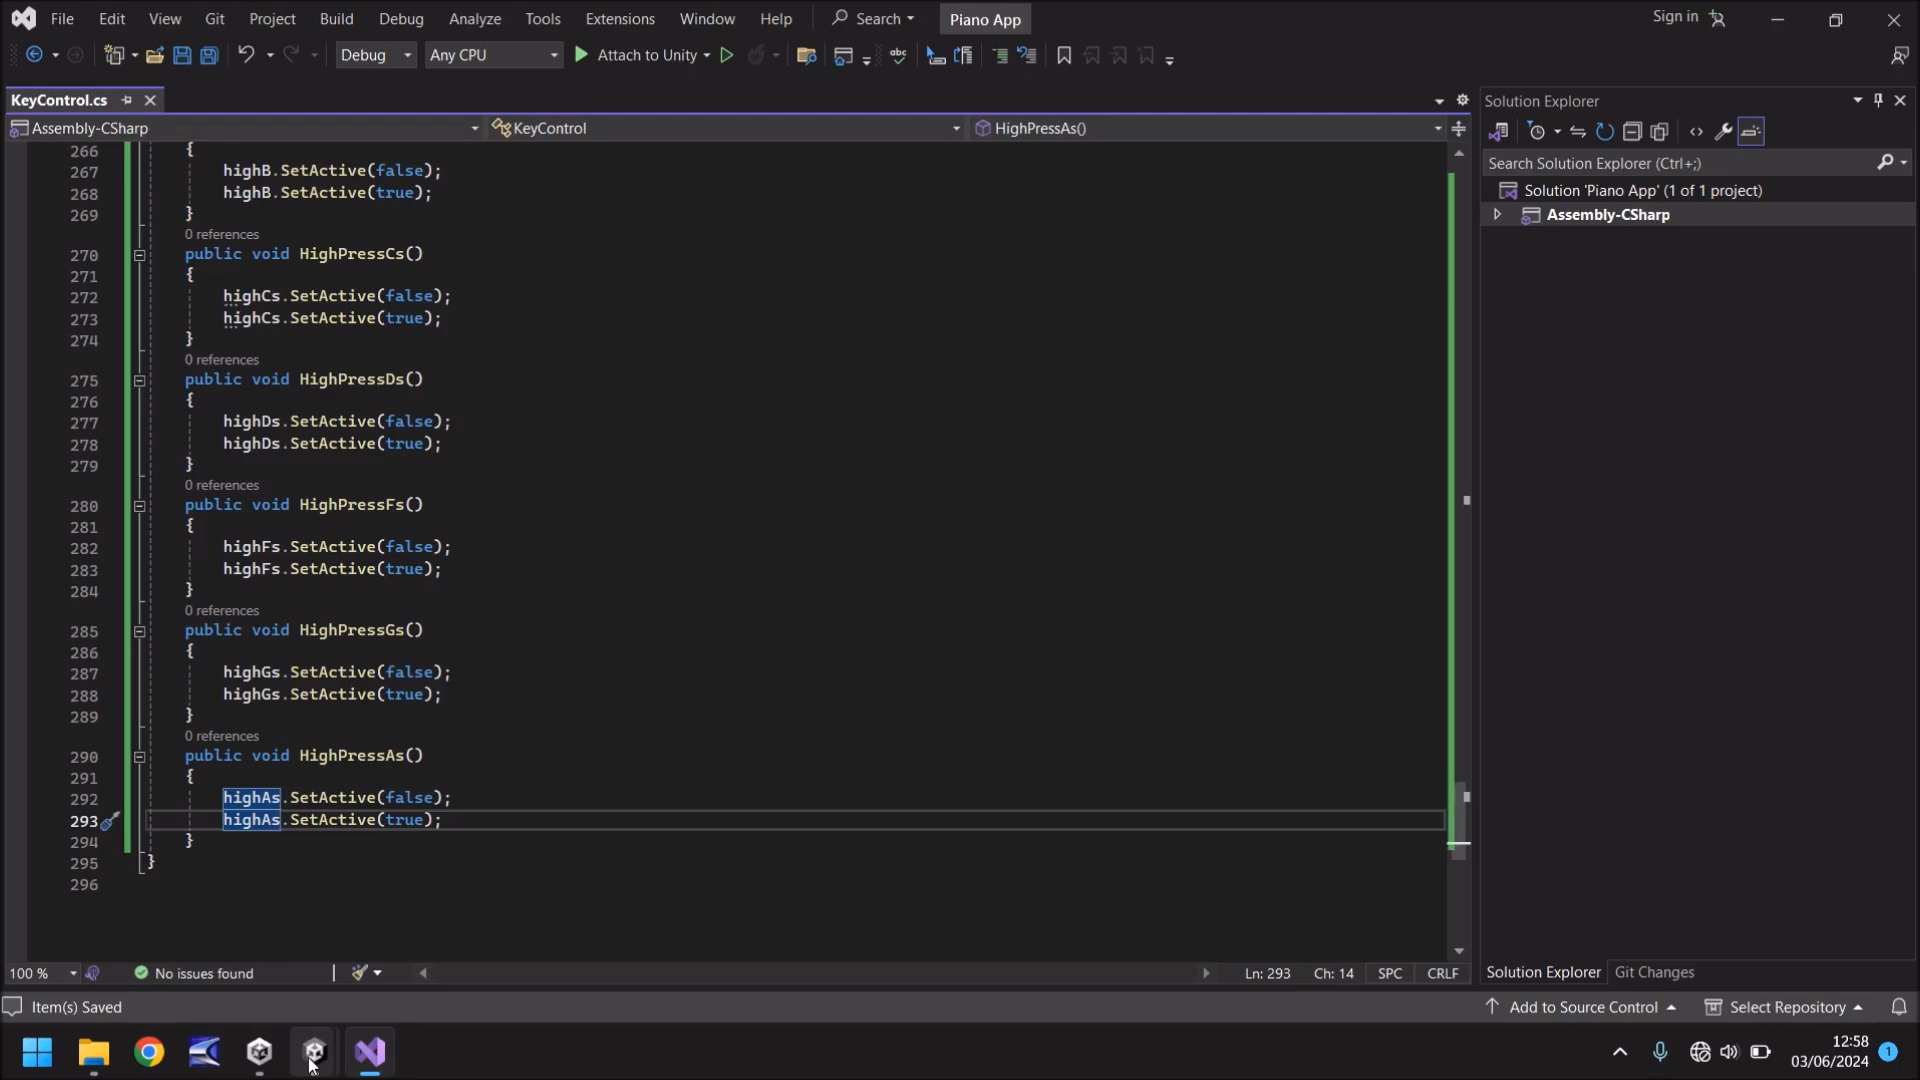 File Edit View Git Project Build Debug Analyze Tools Extensions Window Help Search Piano App Sign in
Debug Any CPU Attach to Unity
KeyControl.cs
Assembly-CSharp KeyControl HighPressAs()
266 {
267 highB.SetActive(false);
268 highB.SetActive(true);
269 }
0 references
270 public void HighPressCs()
271 {
272 highCs.SetActive(false);
273 highCs.SetActive(true);
274 }
0 references
275 public void HighPressDs()
276 {
277 highDs.SetActive(false);
278 highDs.SetActive(true);
279 }
0 references
280 public void HighPressFs()
281 {
282 highFs.SetActive(false);
283 highFs.SetActive(true);
284 }
0 references
285 public void HighPressGs()
286 {
287 highGs.SetActive(false);
288 highGs.SetActive(true);
289 }
0 references
290 public void HighPressAs()
291 {
292 highAs.SetActive(false);
293 highAs.SetActive(true);
294 }
295 }
296
100 % No issues found Ln: 293 Ch: 14 SPC CRLF
Solution Explorer
Search Solution Explorer (Ctrl+;)
Solution 'Piano App' (1 of 1 project)
Assembly-CSharp
Solution Explorer Git Changes
Item(s) Saved Add to Source Control Select Repository
12:58
03/06/2024
1